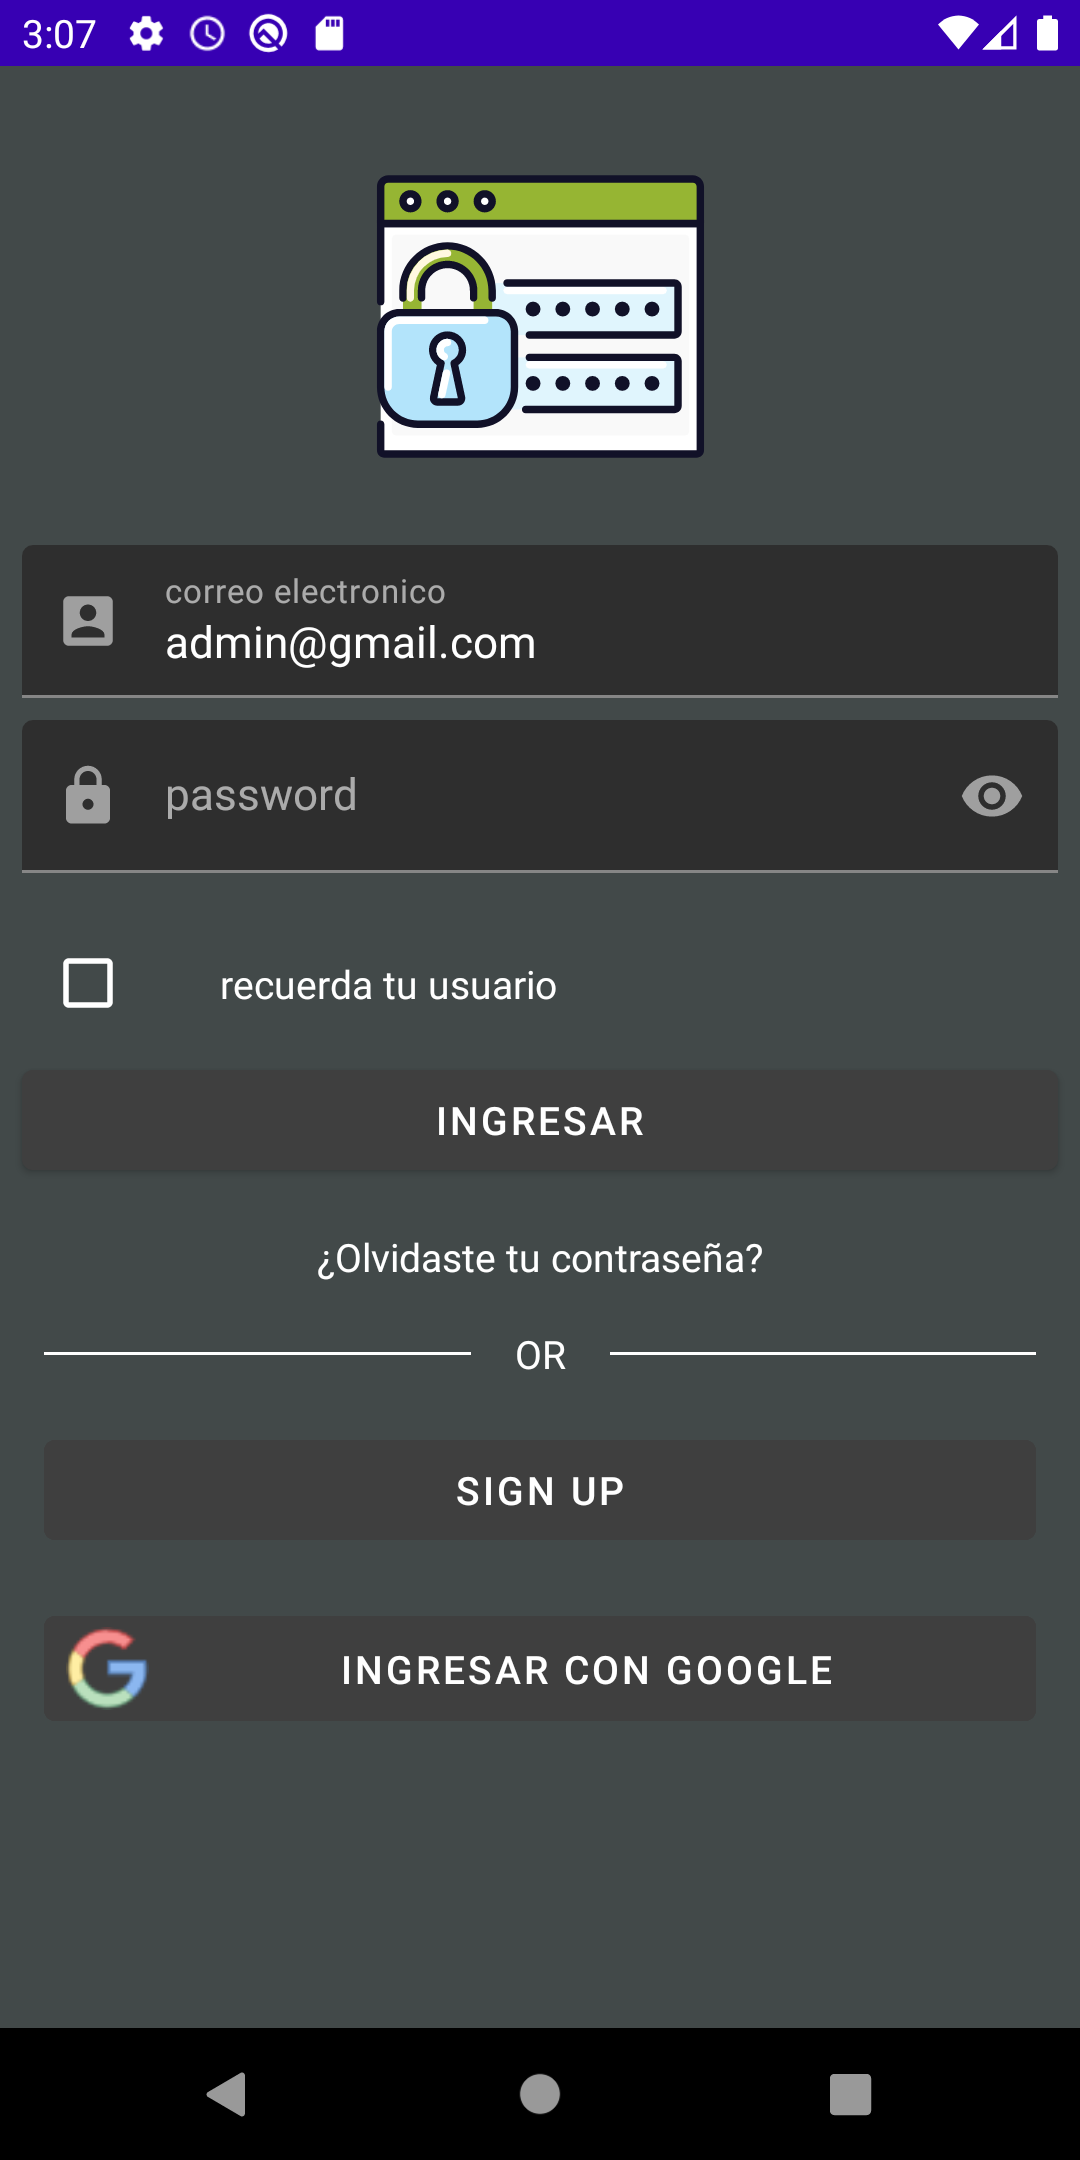 3:07
correo electronico
admin@gmail.com
password
recuerda tu usuario
INGRESAR
¿Olvidaste tu contraseña?
OR
SIGN UP
INGRESAR CON GOOGLE